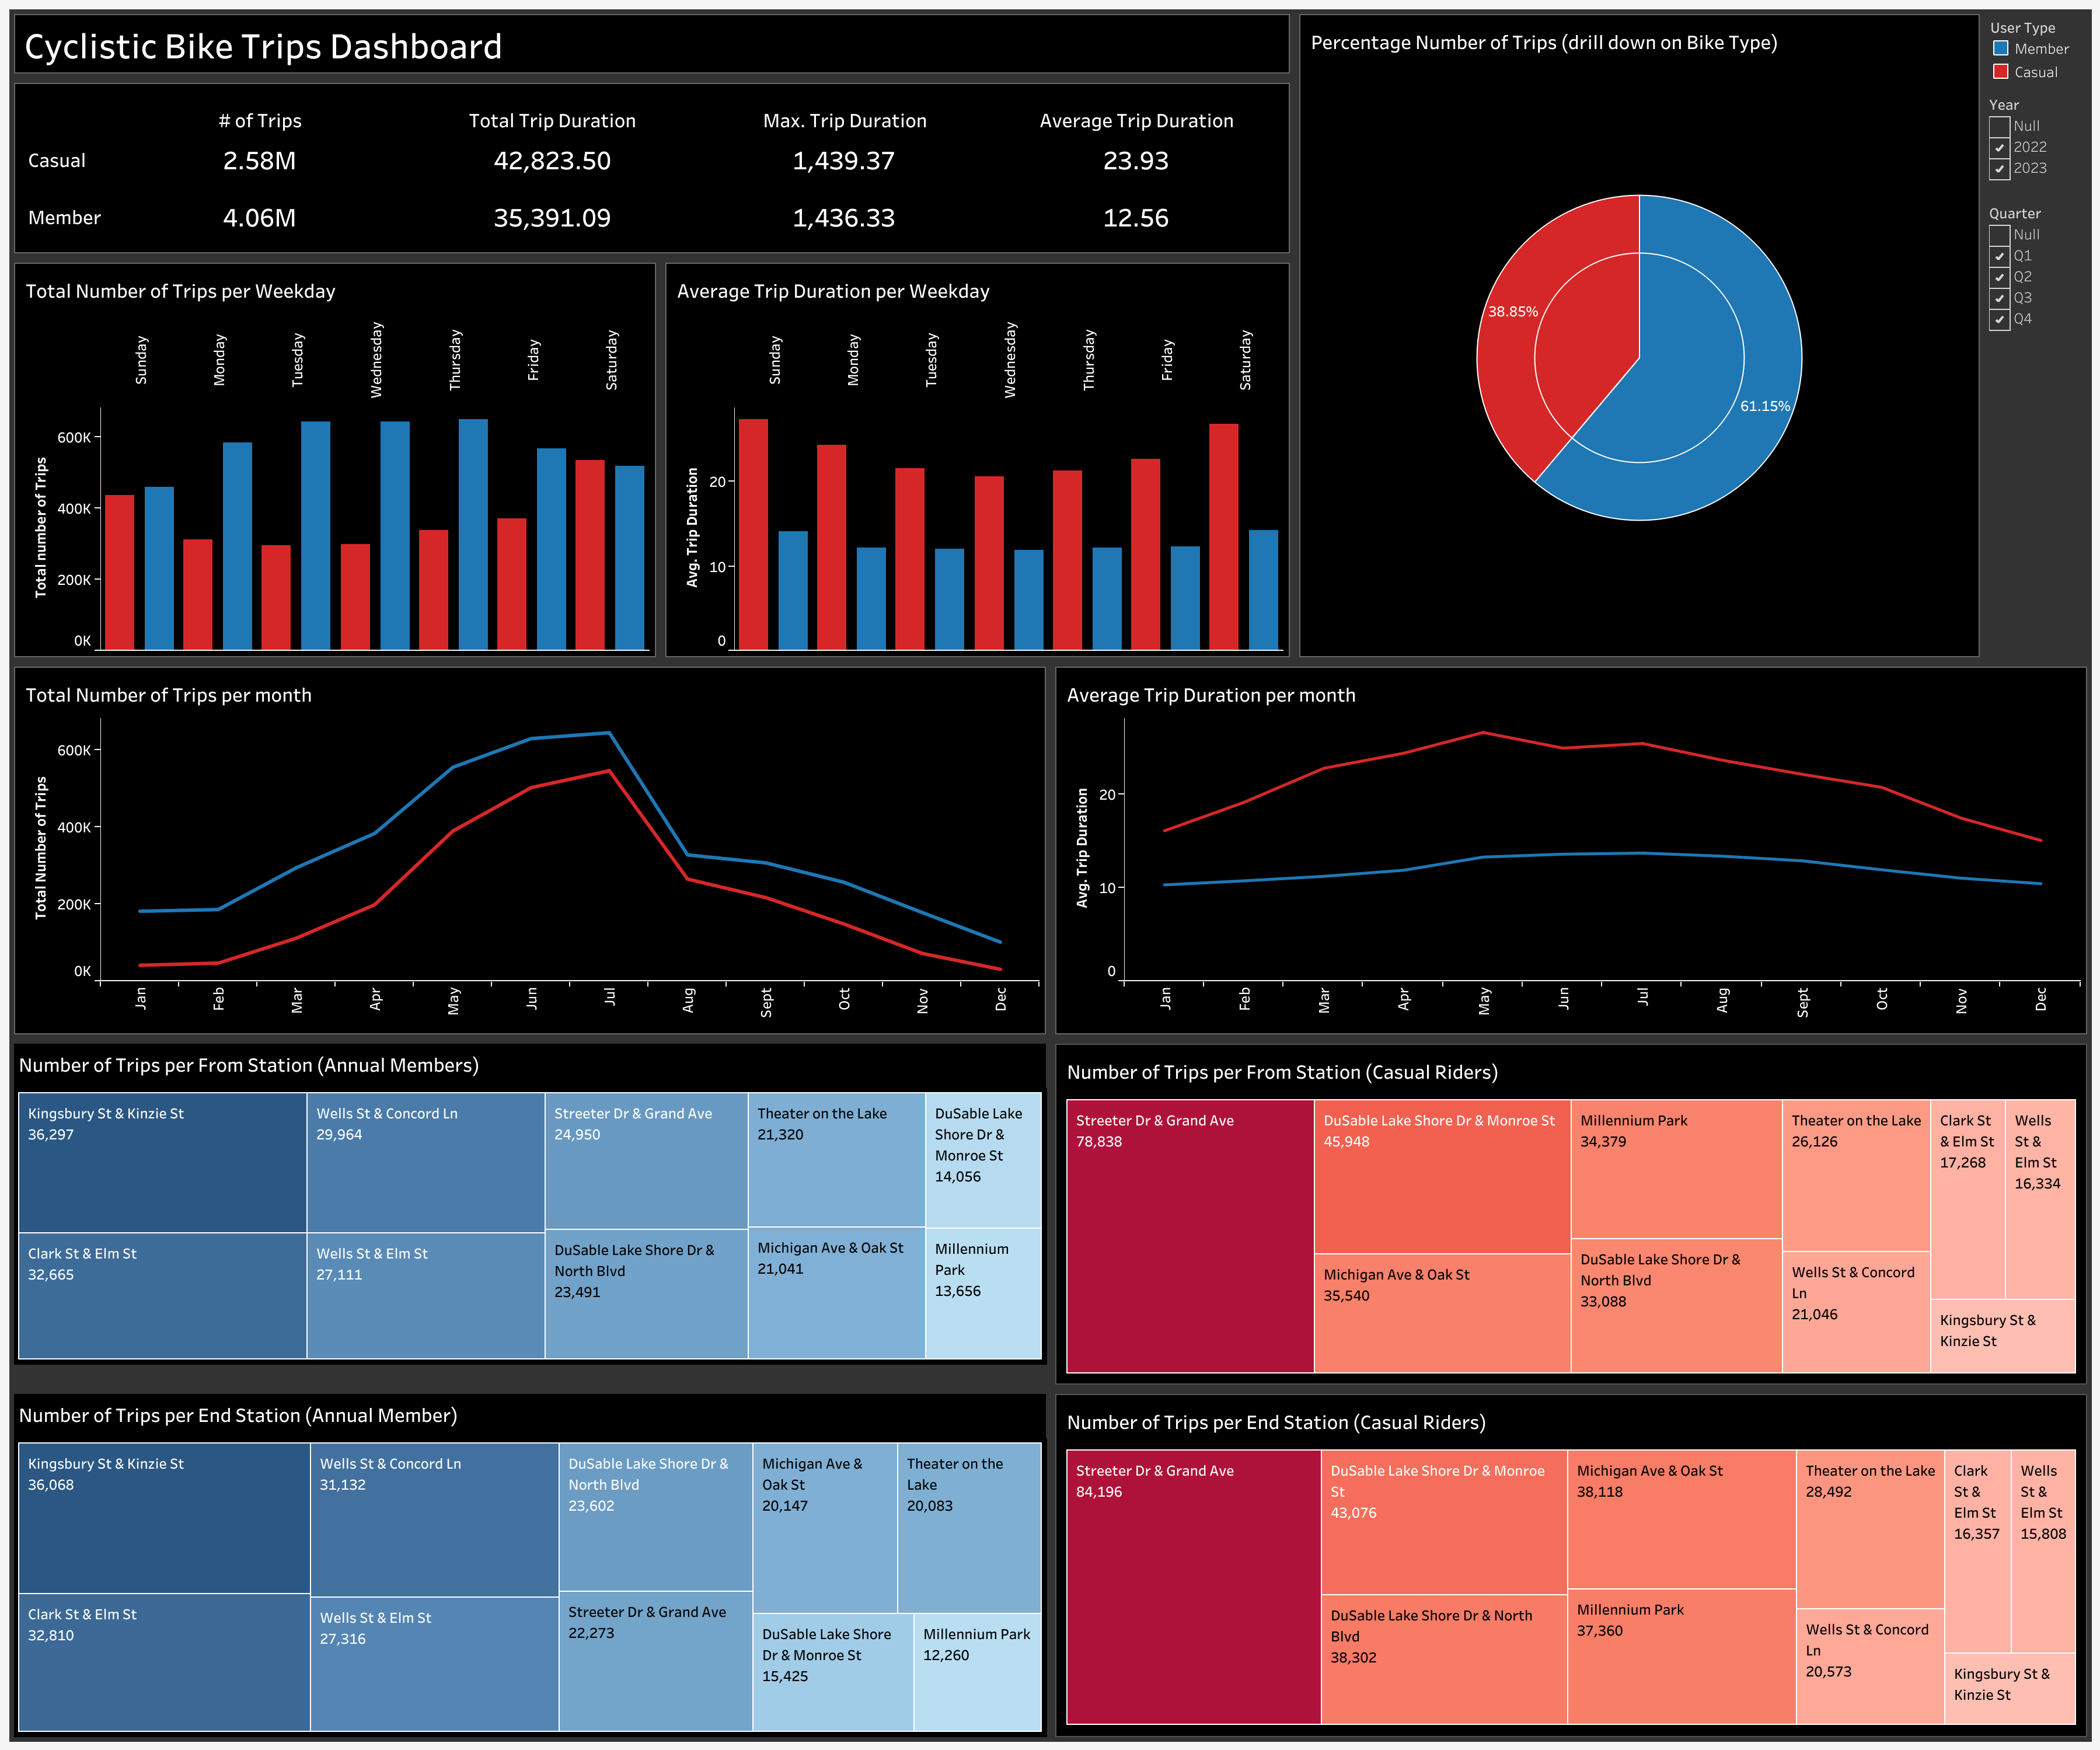 Cyclistic Bike Trips Dashboard
# of Trips Total Trip Duration Max. Trip Duration Average Trip Duration
Casual 2.58M 42,823.50 1,439.37 23.93
Member 4.06M 35,391.09 1,436.33 12.56
Percentage Number of Trips (drill down on Bike Type)
38.85%
61.15%
User Type
Member
Casual
Year
Null
2022
2023
Quarter
Null
Q1
Q2
Q3
Q4
Total Number of Trips per Weekday
Sunday Monday Tuesday Wednesday Thursday Friday Saturday
Total number of Trips
600K
400K
200K
0K
Average Trip Duration per Weekday
Sunday Monday Tuesday Wednesday Thursday Friday Saturday
Avg. Trip Duration
20
10
0
Total Number of Trips per month
Total Number of Trips
600K
400K
200K
0K
Jan Feb Mar Apr May Jun Jul Aug Sept Oct Nov Dec
Average Trip Duration per month
Avg. Trip Duration
20
10
0
Jan Feb Mar Apr May Jun Jul Aug Sept Oct Nov Dec
Number of Trips per From Station (Annual Members)
Kingsbury St & Kinzie St
36,297
Clark St & Elm St
32,665
Wells St & Concord Ln
29,964
Wells St & Elm St
27,111
Streeter Dr & Grand Ave
24,950
DuSable Lake Shore Dr &
North Blvd
23,491
Theater on the Lake
21,320
Michigan Ave & Oak St
21,041
DuSable Lake
Shore Dr &
Monroe St
14,056
Millennium
Park
13,656
Number of Trips per From Station (Casual Riders)
Streeter Dr & Grand Ave
78,838
DuSable Lake Shore Dr & Monroe St
45,948
Michigan Ave & Oak St
35,540
Millennium Park
34,379
DuSable Lake Shore Dr &
North Blvd
33,088
Theater on the Lake
26,126
Wells St & Concord
Ln
21,046
Clark St
& Elm St
17,268
Wells
St &
Elm St
16,334
Kingsbury St &
Kinzie St
Number of Trips per End Station (Annual Member)
Kingsbury St & Kinzie St
36,068
Clark St & Elm St
32,810
Wells St & Concord Ln
31,132
Wells St & Elm St
27,316
DuSable Lake Shore Dr &
North Blvd
23,602
Streeter Dr & Grand Ave
22,273
Michigan Ave &
Oak St
20,147
Theater on the
Lake
20,083
DuSable Lake Shore
Dr & Monroe St
15,425
Millennium Park
12,260
Number of Trips per End Station (Casual Riders)
Streeter Dr & Grand Ave
84,196
DuSable Lake Shore Dr & Monroe
St
43,076
DuSable Lake Shore Dr & North
Blvd
38,302
Michigan Ave & Oak St
38,118
Millennium Park
37,360
Theater on the Lake
28,492
Wells St & Concord
Ln
20,573
Clark
St &
Elm St
16,357
Wells
St &
Elm St
15,808
Kingsbury St &
Kinzie St